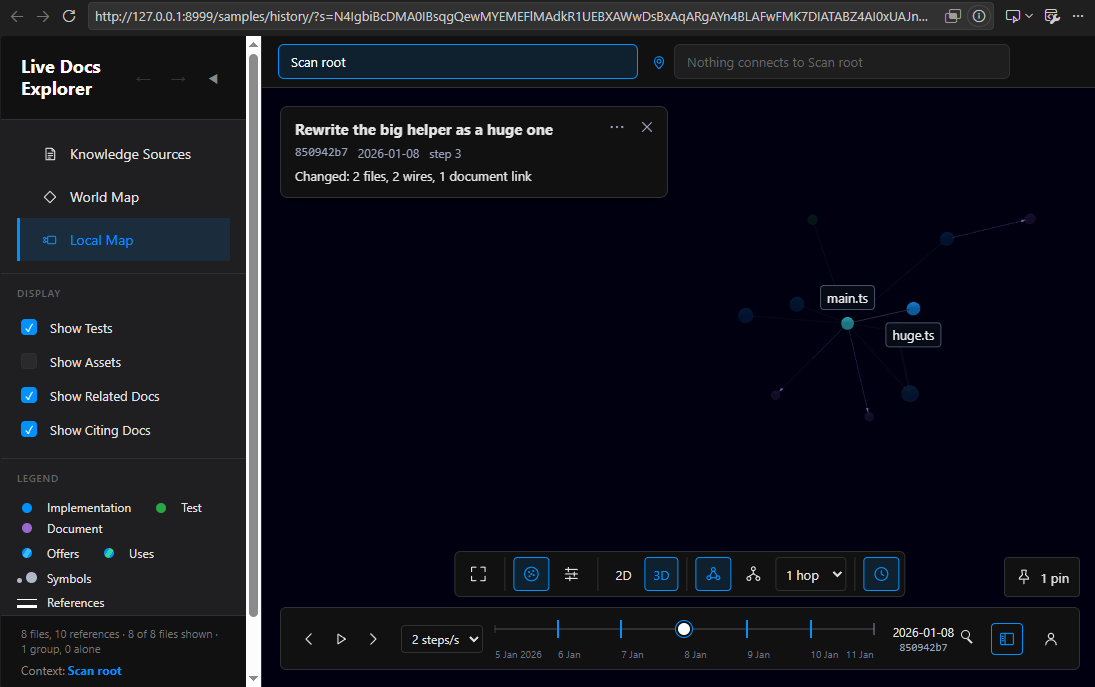 http://127.0.0.1:8999/samples/history/?s=N4IgbiBcDMA0IBsqgQewMYEMEFlMAdkR1UEBXAWwDsBxAqARgAYn4BLAFwFMK7DIATABZ4AI0xUAJn...
Live Docs
Explorer
Knowledge Sources
World Map
Local Map
DISPLAY
Show Tests
Show Assets
Show Related Docs
Show Citing Docs
LEGEND
Implementation
Test
Document
Offers
Uses
Symbols
References
8 files, 10 references · 8 of 8 files shown ·
1 group, 0 alone
Context: Scan root
Scan root
Nothing connects to Scan root
Rewrite the big helper as a huge one
850942b7 2026-01-08 step 3
Changed: 2 files, 2 wires, 1 document link
main.ts
huge.ts
2D
3D
1 hop
1 pin
2 steps/s
5 Jan 2026
6 Jan
7 Jan
8 Jan
9 Jan
10 Jan
11 Jan
2026-01-08
850942b7